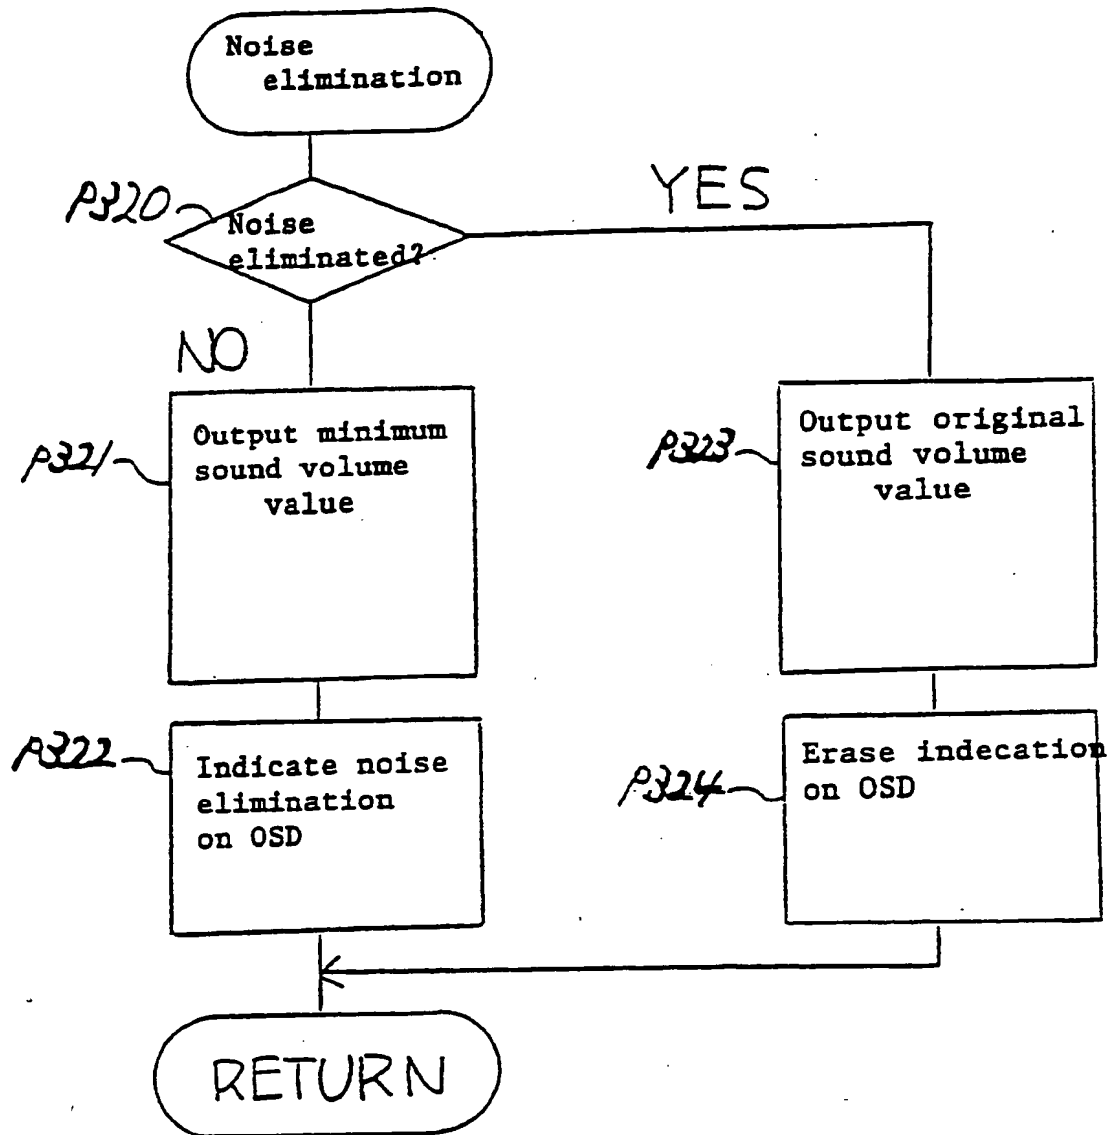 Noise
elimination
P320
Noise
eliminated?
YES
NO
P321
Output minimum
sound volume
value
P323
Output original
sound volume
value
P322
Indicate noise
elimination
on OSD
P324
Erase indecation
on OSD
RETURN